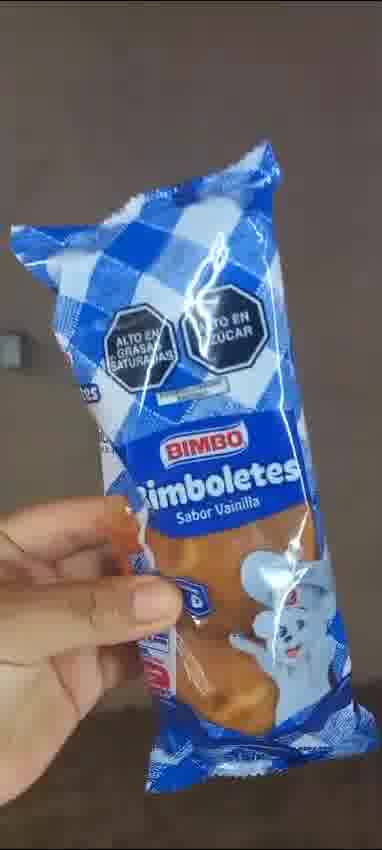 ALTO EN
GRASAS
SATURADAS
ALTO EN
AZÚCAR
BIMBO
Bimboletes
Sabor Vainilla